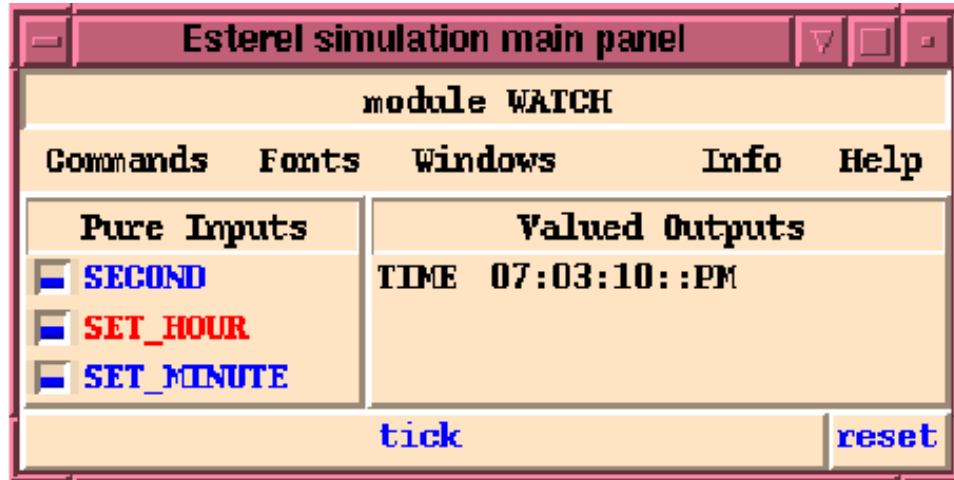 Esterel simulation main panel
module WATCH
Commands Fonts Windows Info Help
Pure Inputs
SECOND
SET_HOUR
SET_MINUTE
Valued Outputs
TIME 07:03:10::PM
tick reset